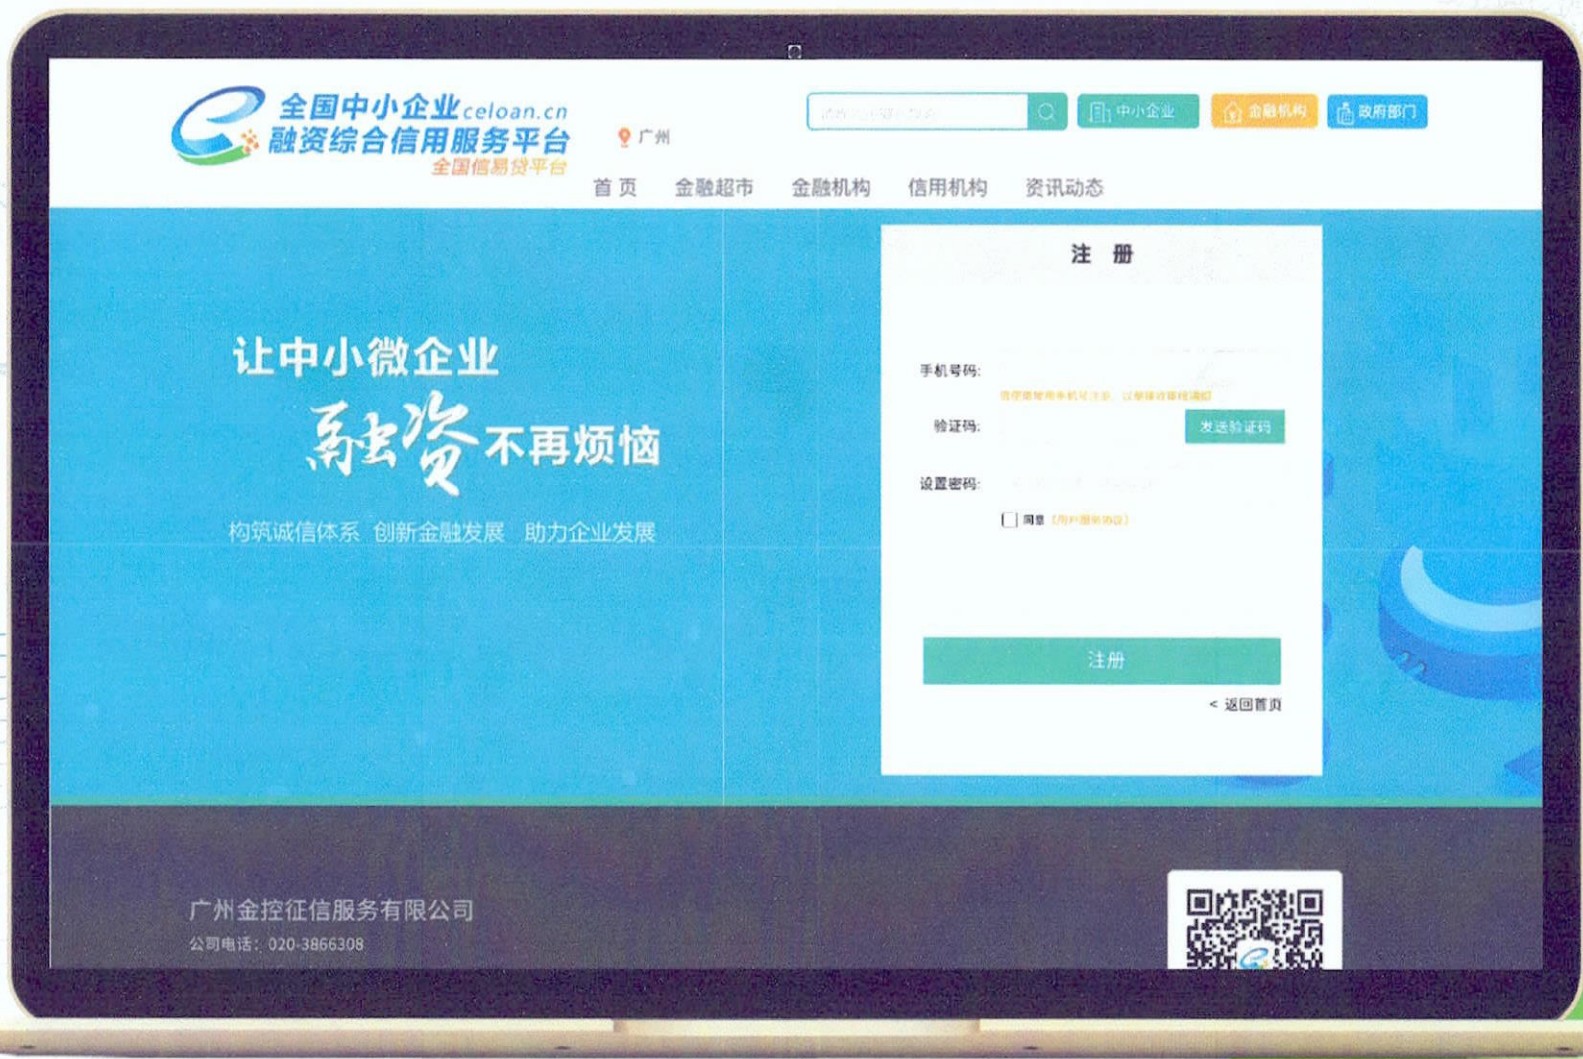 全国中小企业celoan.cn
融资综合信用服务平台
全国信易贷平台
广州
中小企业
金融机构
政府部门
首页 金融超市 金融机构 信用机构 资讯动态
让中小微企业
融资不再烦恼
构筑诚信体系 创新金融发展 助力企业发展
注 册
手机号码:
验证码:
发送验证码
设置密码:
同意
注册
< 返回首页
广州金控征信服务有限公司
公司电话：020-3866308